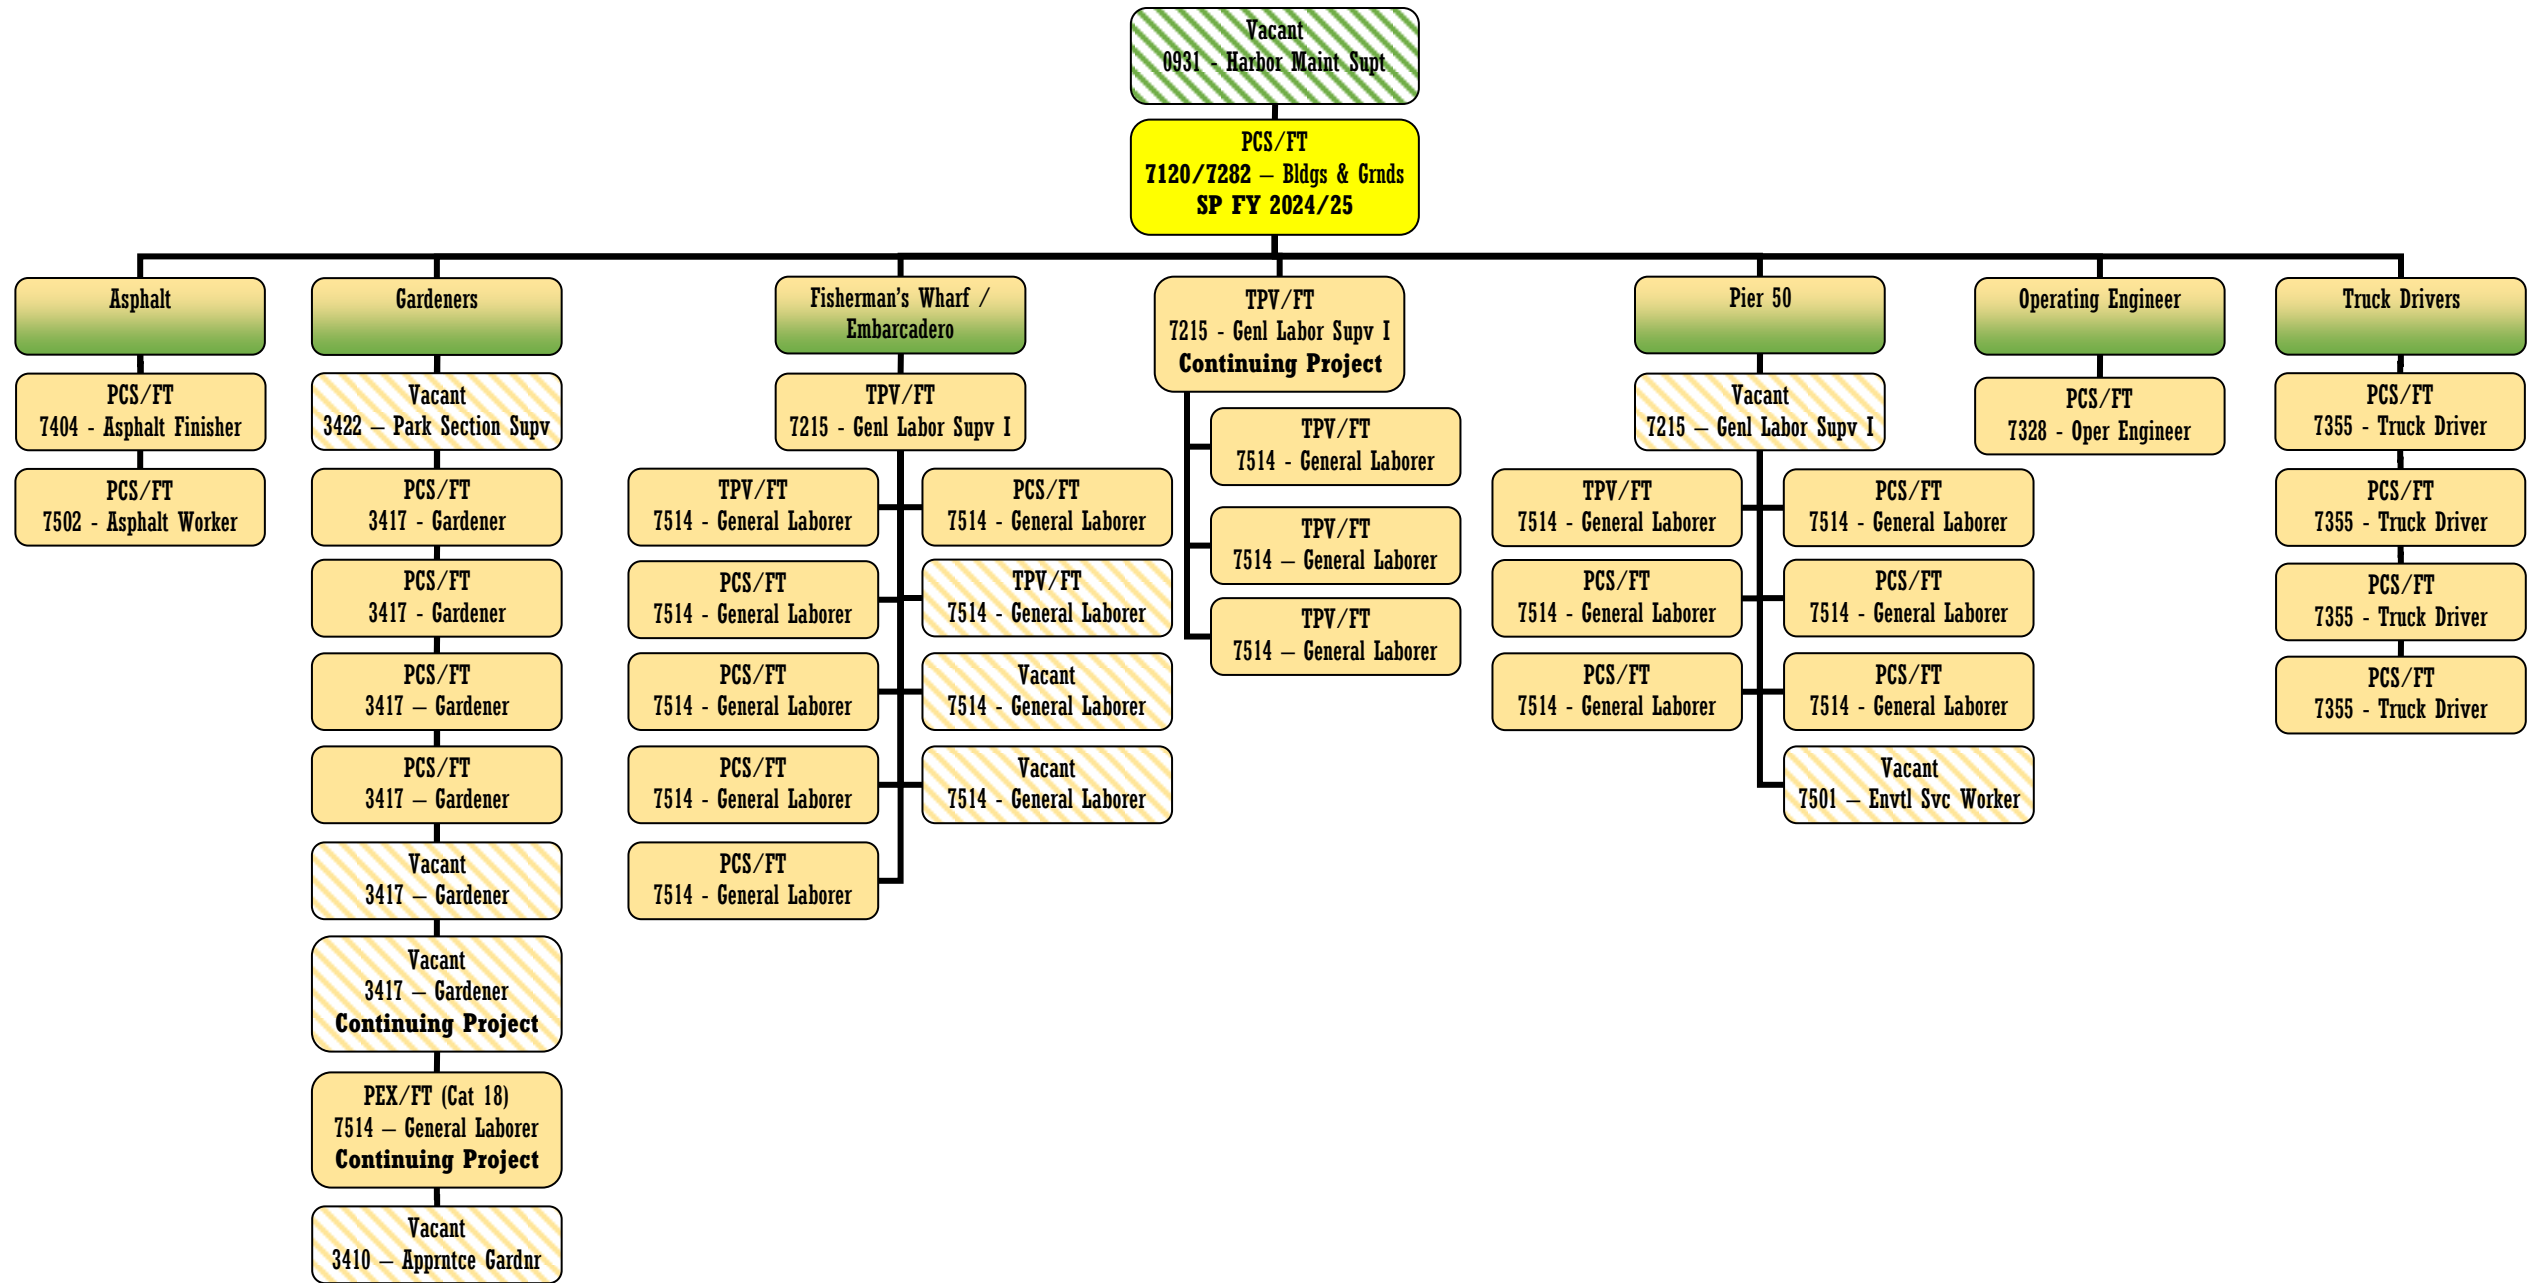 Vacant
0931 - Harbor Maint Supt
PCS/FT
7120/7282 – Bldgs & Grnds
SP FY 2024/25
Asphalt
PCS/FT
7404 - Asphalt Finisher
PCS/FT
7502 - Asphalt Worker
Gardeners
Vacant
3422 – Park Section Supv
PCS/FT
3417 - Gardener
PCS/FT
3417 - Gardener
PCS/FT
3417 – Gardener
PCS/FT
3417 – Gardener
Vacant
3417 – Gardener
Vacant
3417 – Gardener
Continuing Project
PEX/FT (Cat 18)
7514 – General Laborer
Continuing Project
Vacant
3410 – Apprntce Gardnr
Fisherman's Wharf /
Embarcadero
TPV/FT
7215 - Genl Labor Supv I
TPV/FT
7514 - General Laborer
PCS/FT
7514 - General Laborer
PCS/FT
7514 - General Laborer
TPV/FT
7514 - General Laborer
PCS/FT
7514 - General Laborer
Vacant
7514 - General Laborer
PCS/FT
7514 - General Laborer
Vacant
7514 - General Laborer
PCS/FT
7514 - General Laborer
TPV/FT
7215 - Genl Labor Supv I
Continuing Project
TPV/FT
7514 - General Laborer
TPV/FT
7514 – General Laborer
TPV/FT
7514 – General Laborer
Pier 50
Vacant
7215 – Genl Labor Supv I
TPV/FT
7514 - General Laborer
PCS/FT
7514 - General Laborer
PCS/FT
7514 - General Laborer
PCS/FT
7514 - General Laborer
PCS/FT
7514 - General Laborer
PCS/FT
7514 - General Laborer
Vacant
7501 – Envtl Svc Worker
Operating Engineer
PCS/FT
7328 - Oper Engineer
Truck Drivers
PCS/FT
7355 - Truck Driver
PCS/FT
7355 - Truck Driver
PCS/FT
7355 - Truck Driver
PCS/FT
7355 - Truck Driver